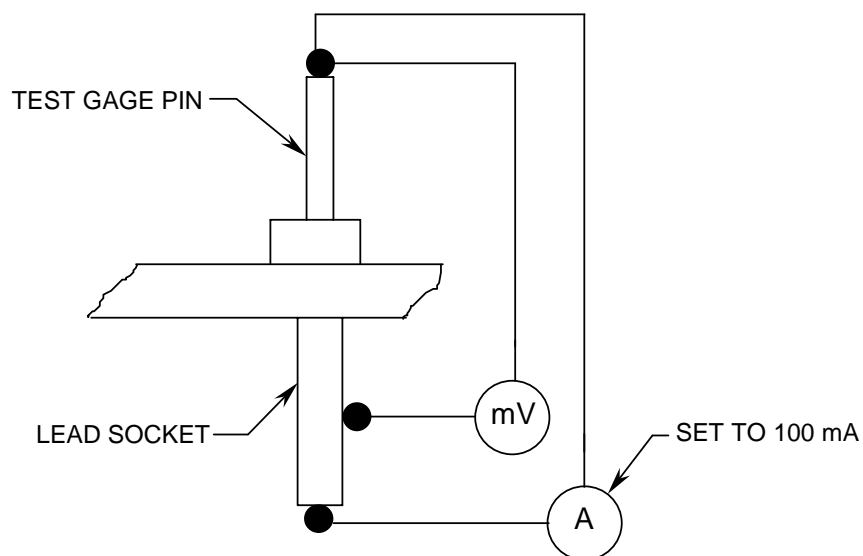 TEST GAGE PIN
mV
LEAD SOCKET
SET TO 100 mA
A